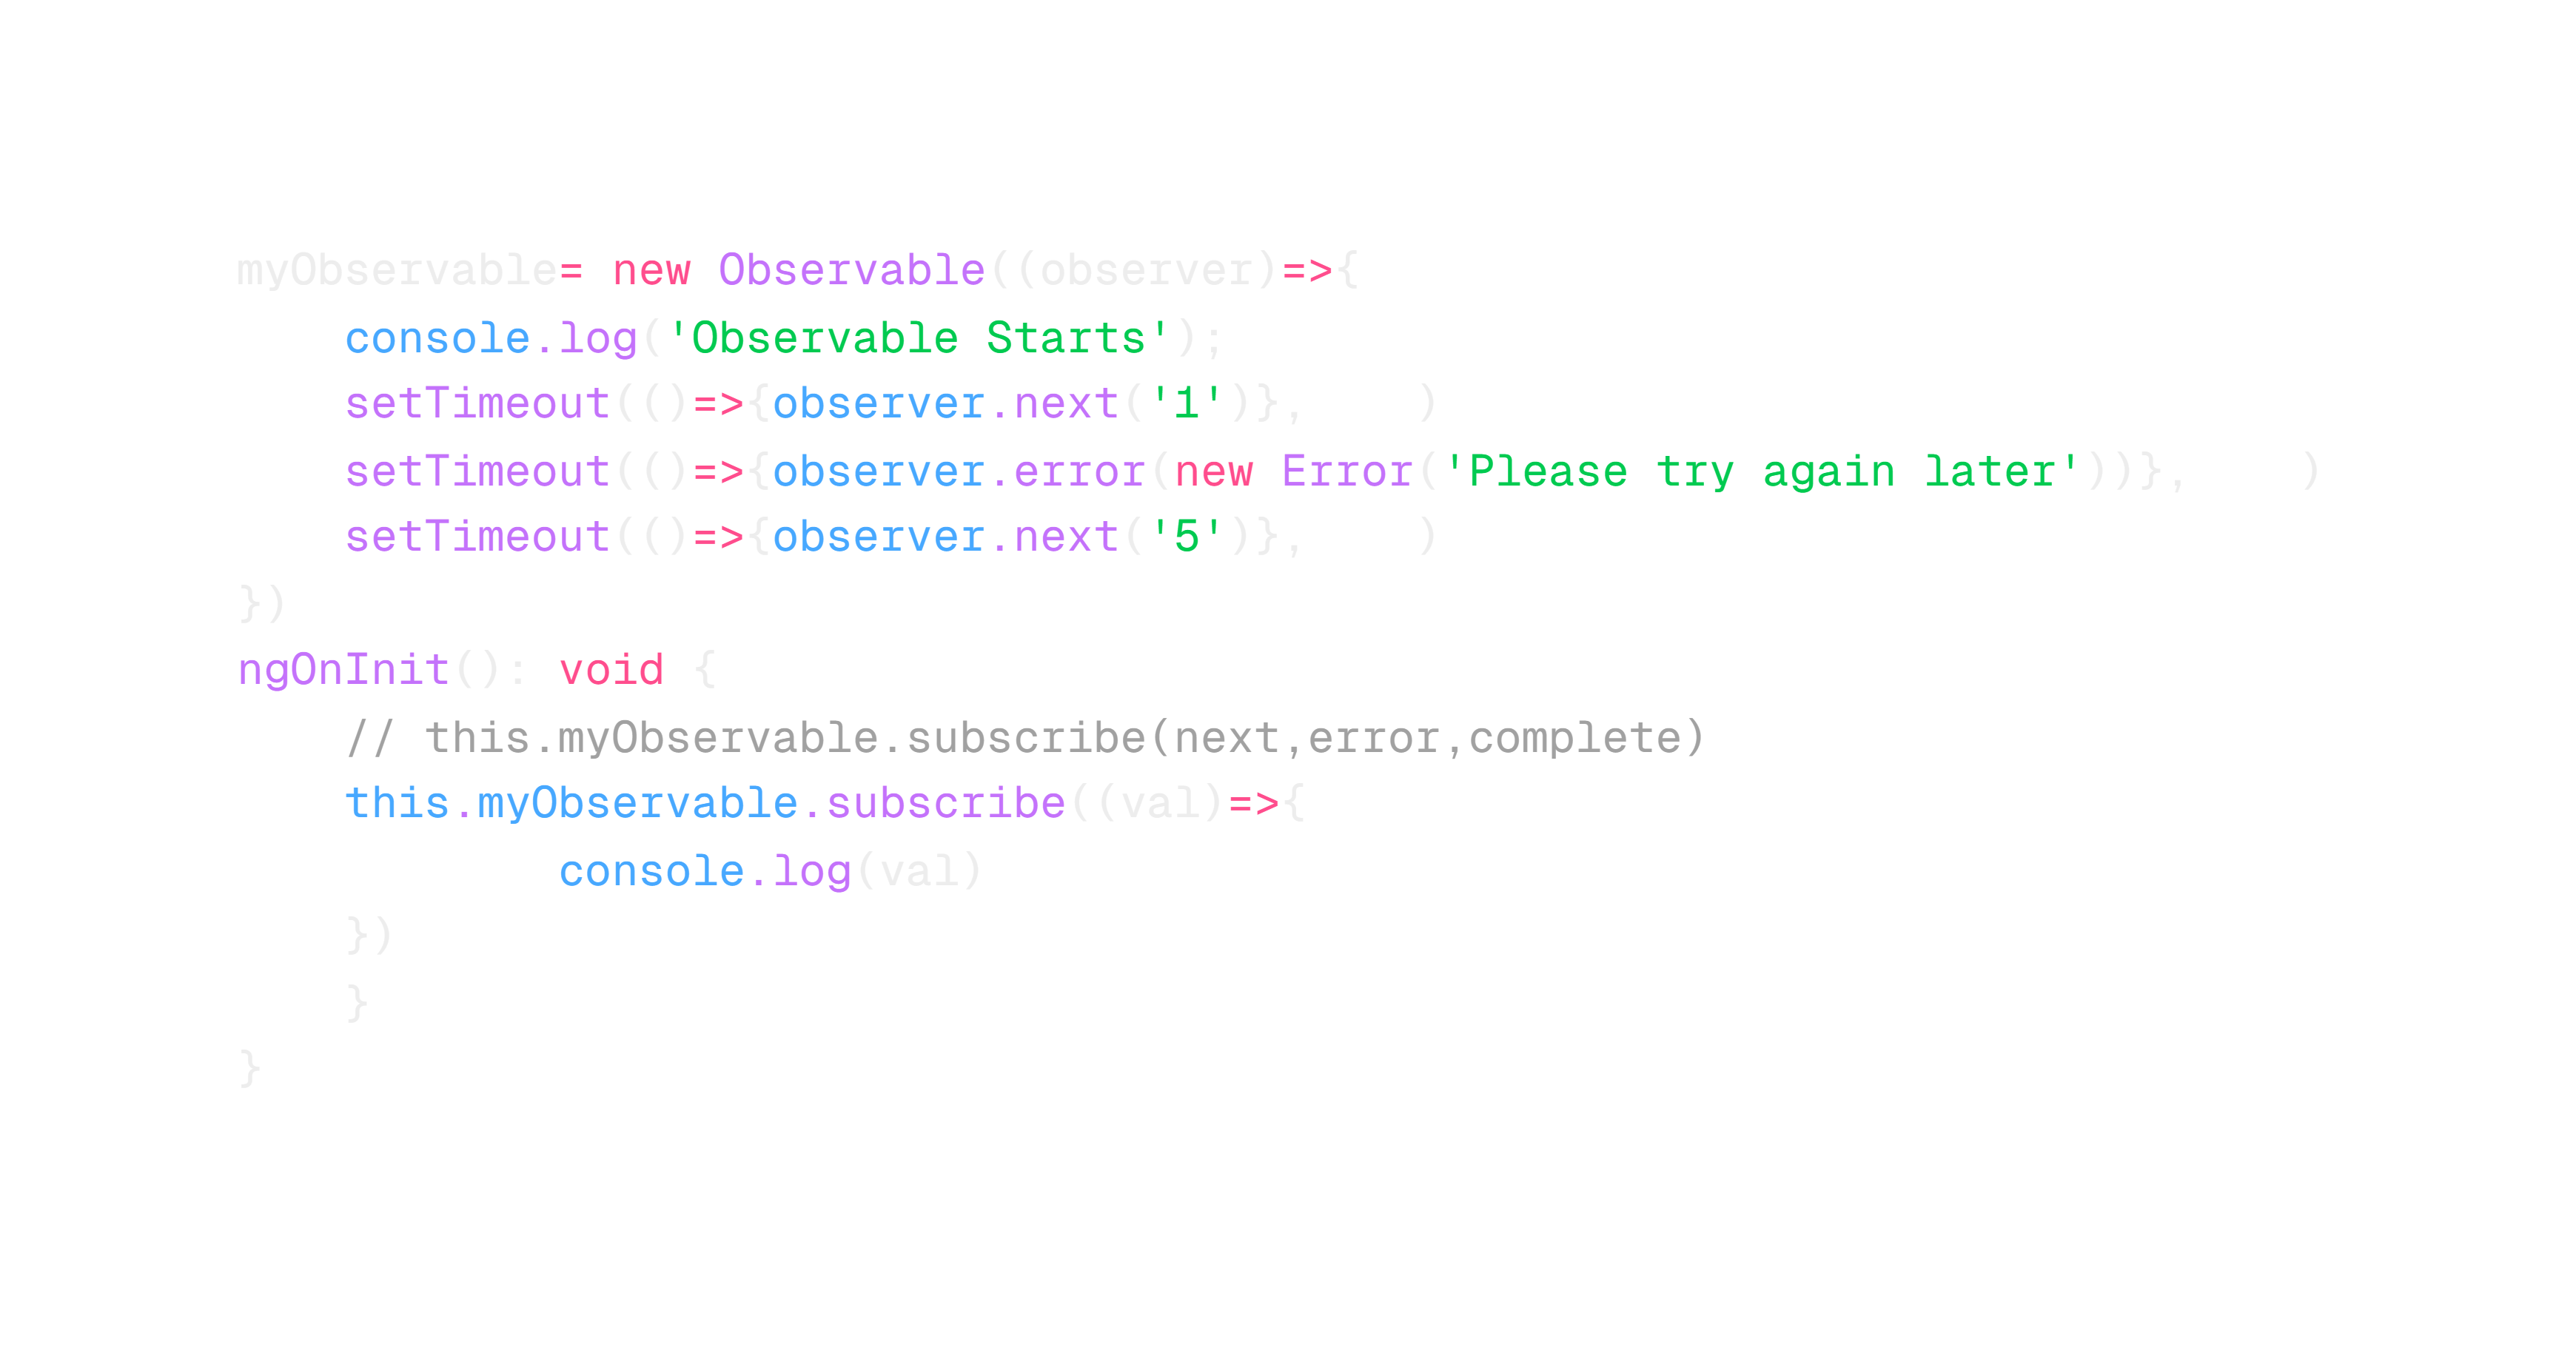 myObservable= new Observable((observer)=>{
    console.log('Observable Starts');
    setTimeout(()=>{observer.next('1')},    )
    setTimeout(()=>{observer.error(new Error('Please try again later'))},    )
    setTimeout(()=>{observer.next('5')},    )
})
ngOnInit(): void {
    // this.myObservable.subscribe(next,error,complete)
    this.myObservable.subscribe((val)=>{
            console.log(val)
    })
    }
}